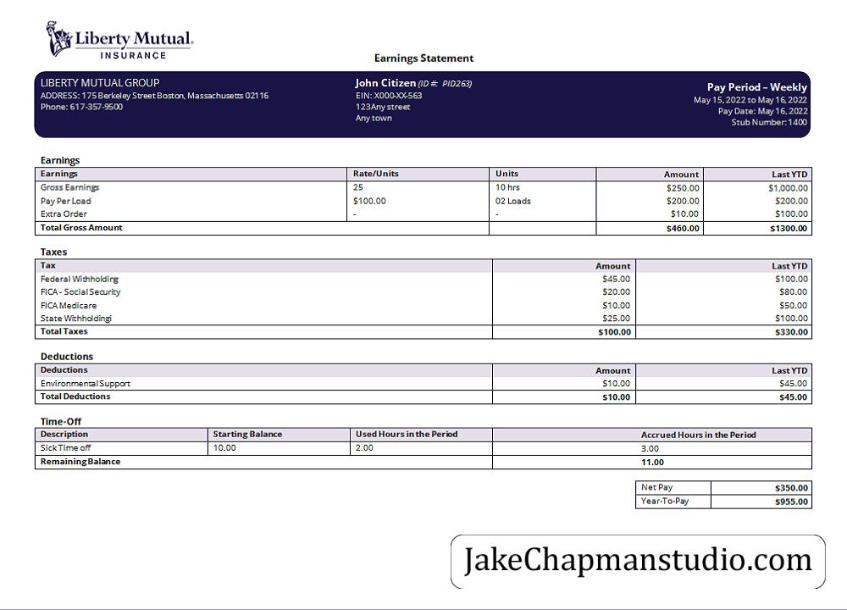 Liberty Mutual.
INSURANCE
Earnings Statement
LIBERTY MUTUAL GROUP
ADDRESS: 175 Berkeley Street Boston, Massachusetts 02116
Phone: 617-357-9500
John Citizen (ID #: PID263)
EIN: X000-XX-563
123Any street
Any town
Pay Period – Weekly
May 15, 2022 to May 16, 2022
Pay Date: May 16, 2022
Stub Number: 1400
Earnings
Earnings Rate/Units Units Amount Last YTD
Gross Earnings 25 10 hrs $250.00 $1,000.00
Pay Per Load $100.00 02 Loads $200.00 $200.00
Extra Order - - $10.00 $100.00
Total Gross Amount $460.00 $1300.00
Taxes
Tax Amount Last YTD
Federal Withholding $45.00 $100.00
FICA - Social Security $20.00 $80.00
FICA Medicare $10.00 $50.00
State Withholdingi $25.00 $100.00
Total Taxes $100.00 $330.00
Deductions
Deductions Amount Last YTD
Environmental Support $10.00 $45.00
Total Deductions $10.00 $45.00
Time-Off
Description Starting Balance Used Hours in the Period Accrued Hours in the Period
Sick Time off 10.00 2.00 3.00
Remaining Balance 11.00
Net Pay $350.00
Year-To-Pay $955.00
JakeChapmanstudio.com